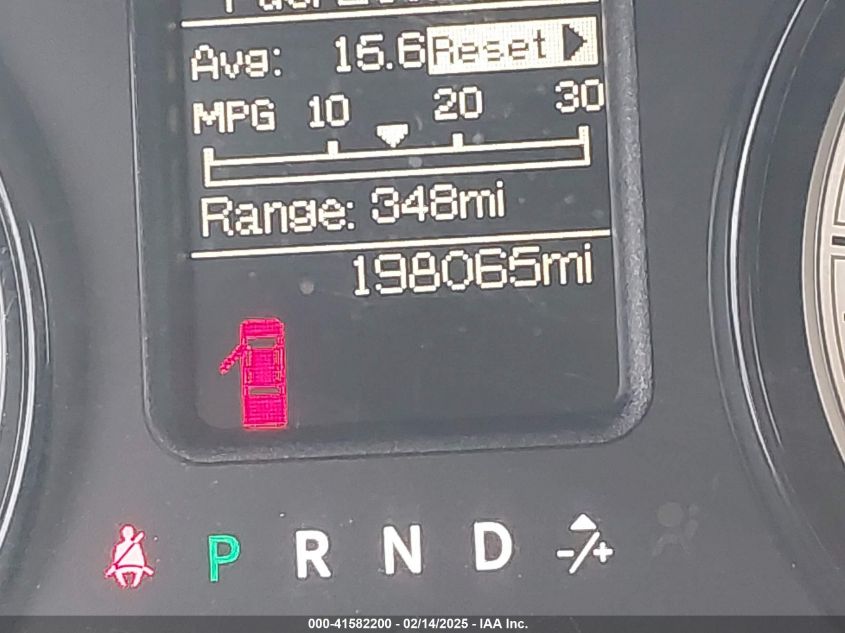 Avg: 15.6 Reset
MPG 10 20 30
Range: 348mi
198065mi
P R N D -/+
000-41582200 - 02/14/2025 - IAA Inc.